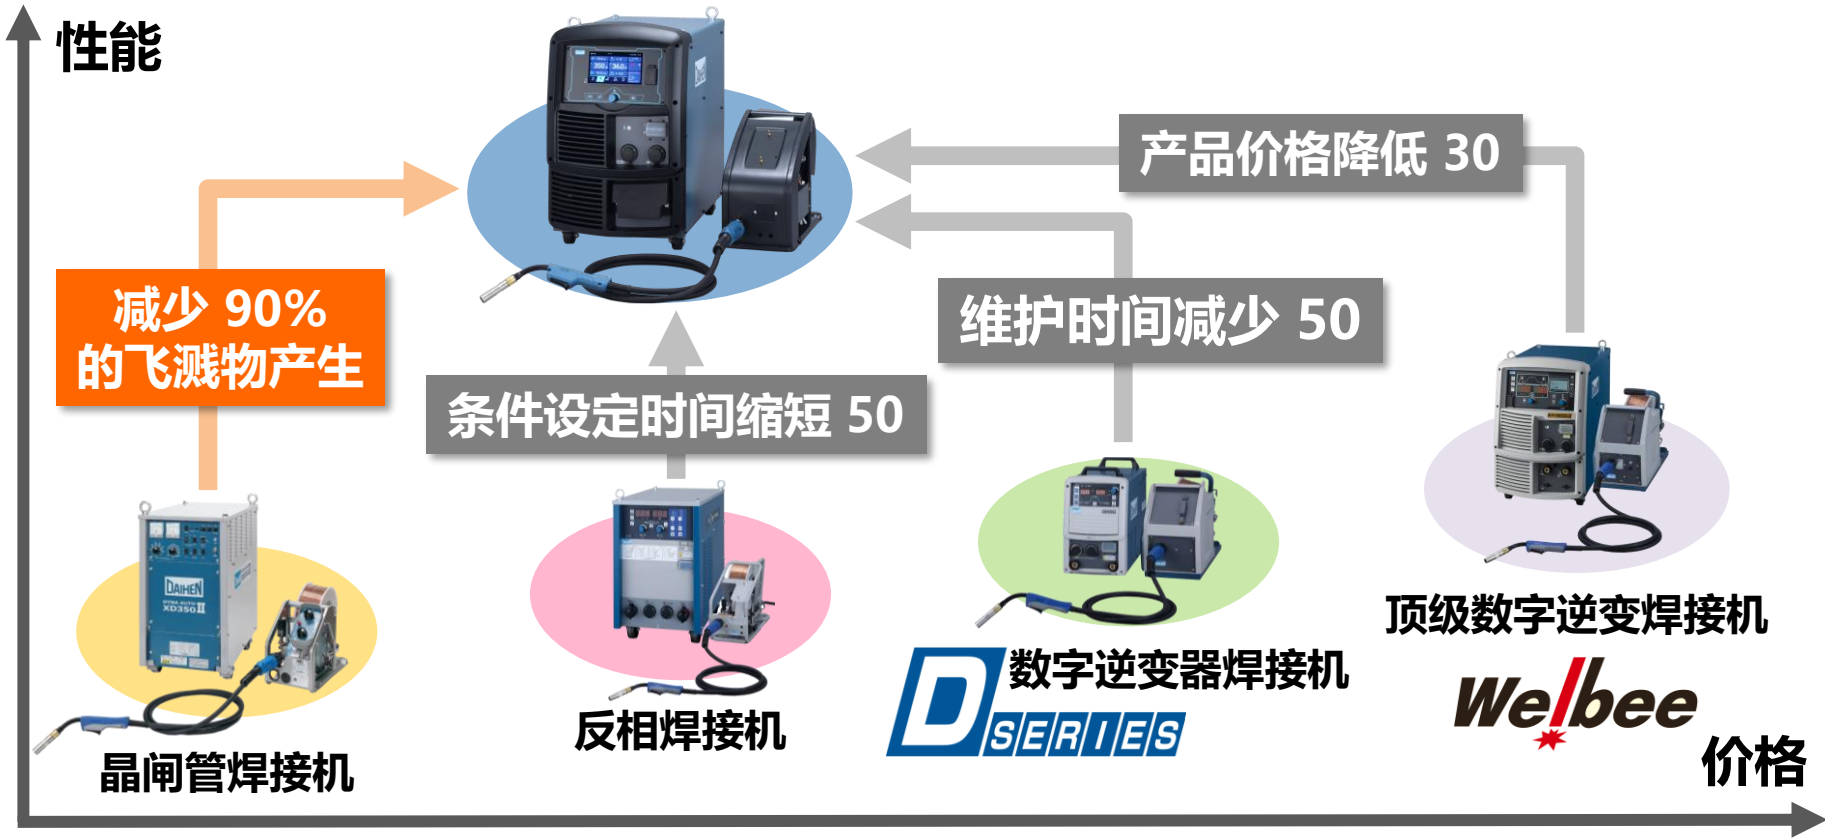 性能
产品价格降低 30
减少 90%
的飞溅物产生
维护时间减少 50
条件设定时间缩短 50
DAIHEN
DAIHEN
XD350II
晶闸管焊接机
反相焊接机
数字逆变器焊接机
D SERIES
顶级数字逆变焊接机
Welbee
价格